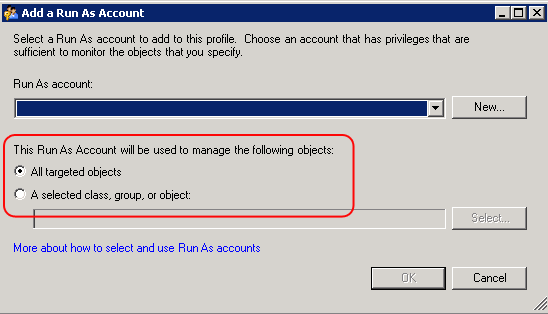 Add a Run As Account
Select a Run As account to add to this profile. Choose an account that has privileges that are
sufficient to monitor the objects that you specify.
Run As account:
New...
This Run As Account will be used to manage the following objects:
All targeted objects
A selected class, group, or object:
Select...
More about how to select and use Run As accounts
OK
Cancel